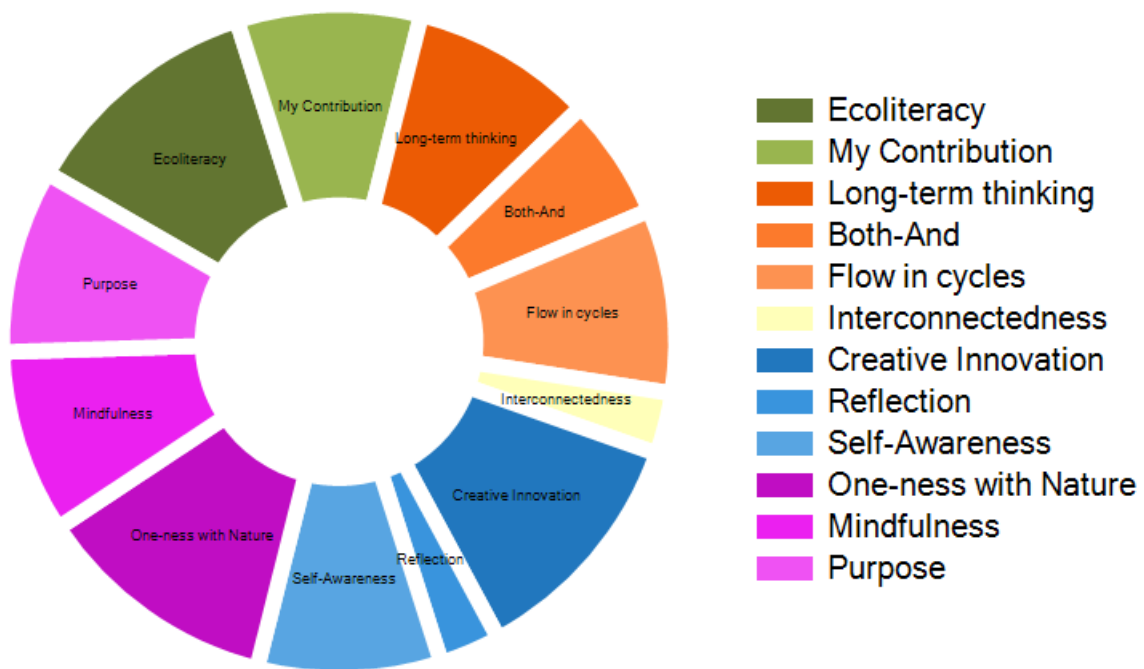 My Contribution
Long-term thinking
Ecoliteracy
Both-And
Purpose
Flow in cycles
Interconnectedness
Mindfulness
Creative Innovation
One-ness with Nature
Reflection
Self-Awareness
Ecoliteracy
My Contribution
Long-term thinking
Both-And
Flow in cycles
Interconnectedness
Creative Innovation
Reflection
Self-Awareness
One-ness with Nature
Mindfulness
Purpose